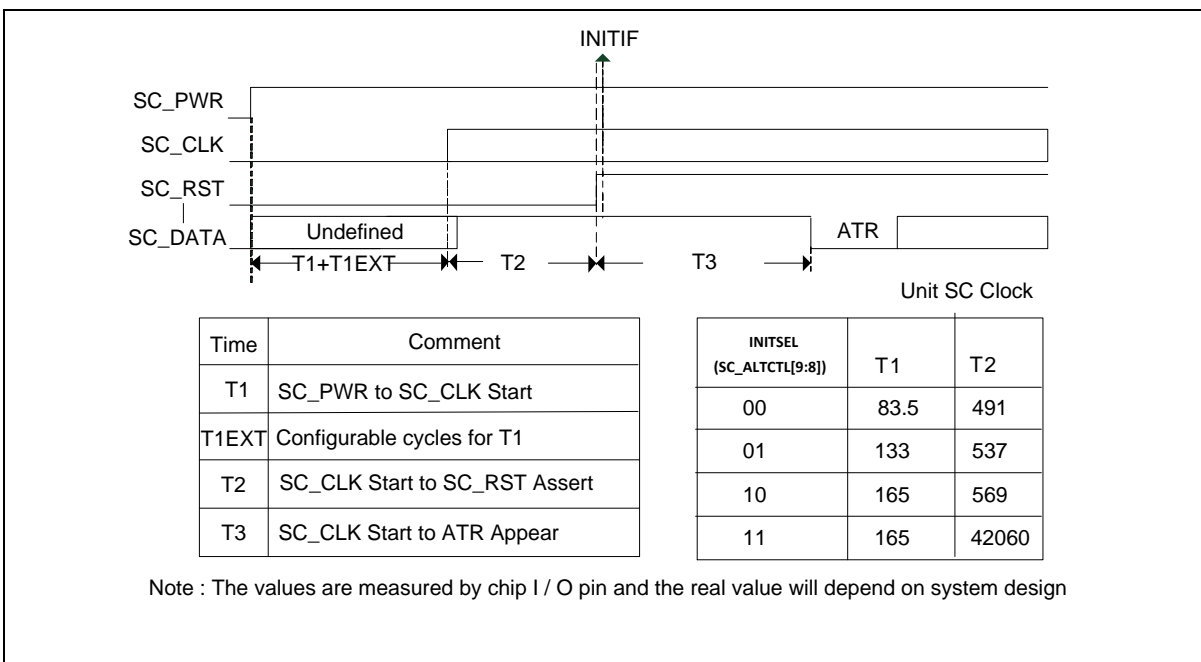 INITIF
SC_PWR
SC_CLK
SC_RST
SC_DATA
Undefined
ATR
T1+T1EXT
T2
T3
Unit SC Clock
Time Comment
T1 SC_PWR to SC_CLK Start
T1EXT Configurable cycles for T1
T2 SC_CLK Start to SC_RST Assert
T3 SC_CLK Start to ATR Appear
INITSEL
(SC_ALTCTL[9:8]) T1 T2
00 83.5 491
01 133 537
10 165 569
11 165 42060
Note : The values are measured by chip I / O pin and the real value will depend on system design